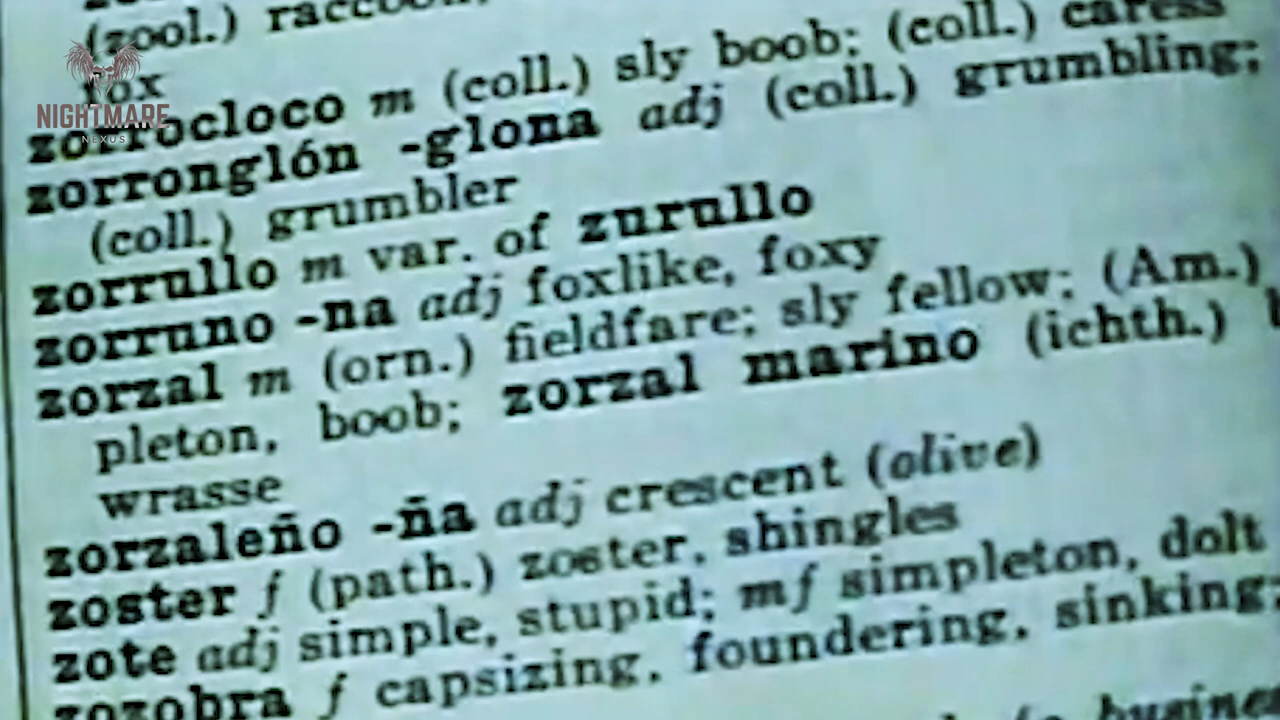 (zool.) raccoon;
fox
NIGHTMARE
NEXUS
zorrocloco m (coll.) sly boob; (coll.) caress
zorronglón -glona adj (coll.) grumbling;
(coll.) grumbler
zorrullo m var. of zurullo
zorruno -na adj foxlike, foxy
zorzal m (orn.) fieldfare; sly fellow; (Am.)
pleton, boob; zorzal marino (ichth.)
wrasse
zorzaleño -ña adj crescent (olive)
zoster f (path.) zoster, shingles
zote adj simple, stupid; mf simpleton, dolt
zozobra f capsizing, foundering, sinking;